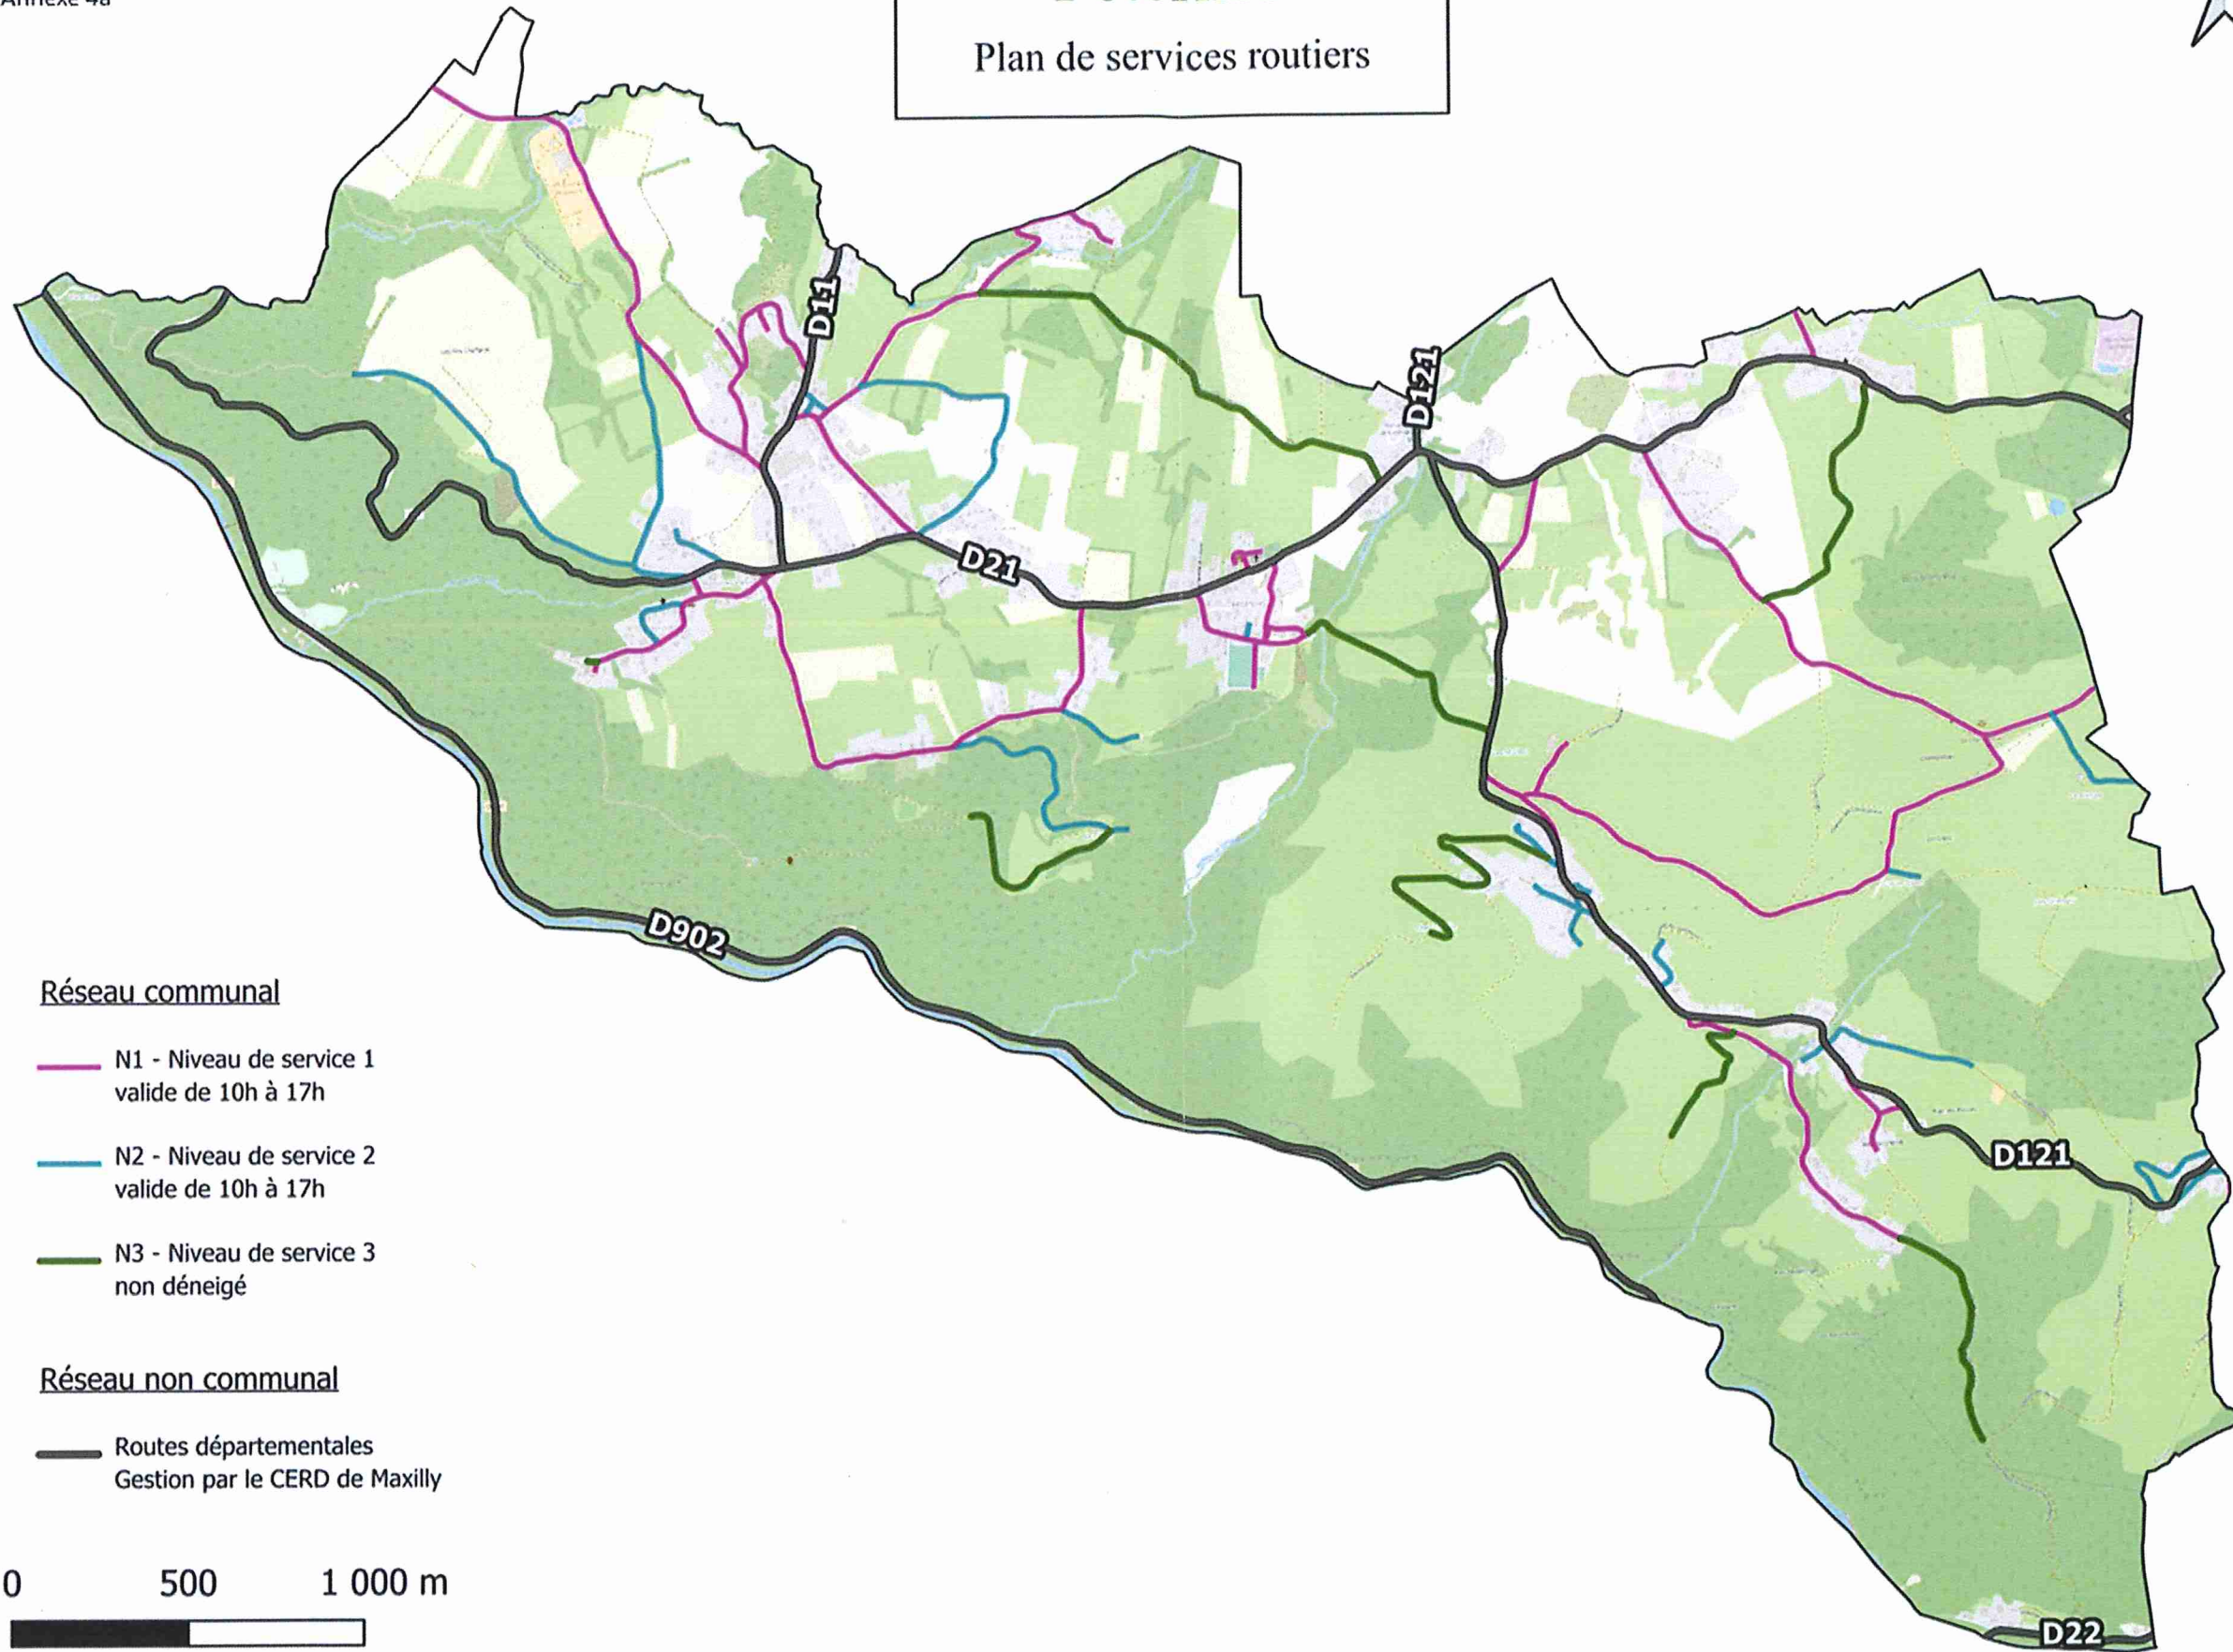 Annexe 4a
Plan de services routiers
D11
D121
D21
D902
D121
D22
Réseau communal
N1 - Niveau de service 1
valide de 10h à 17h
N2 - Niveau de service 2
valide de 10h à 17h
N3 - Niveau de service 3
non déneigé
Réseau non communal
Routes départementales
Gestion par le CERD de Maxilly
0 500 1 000 m